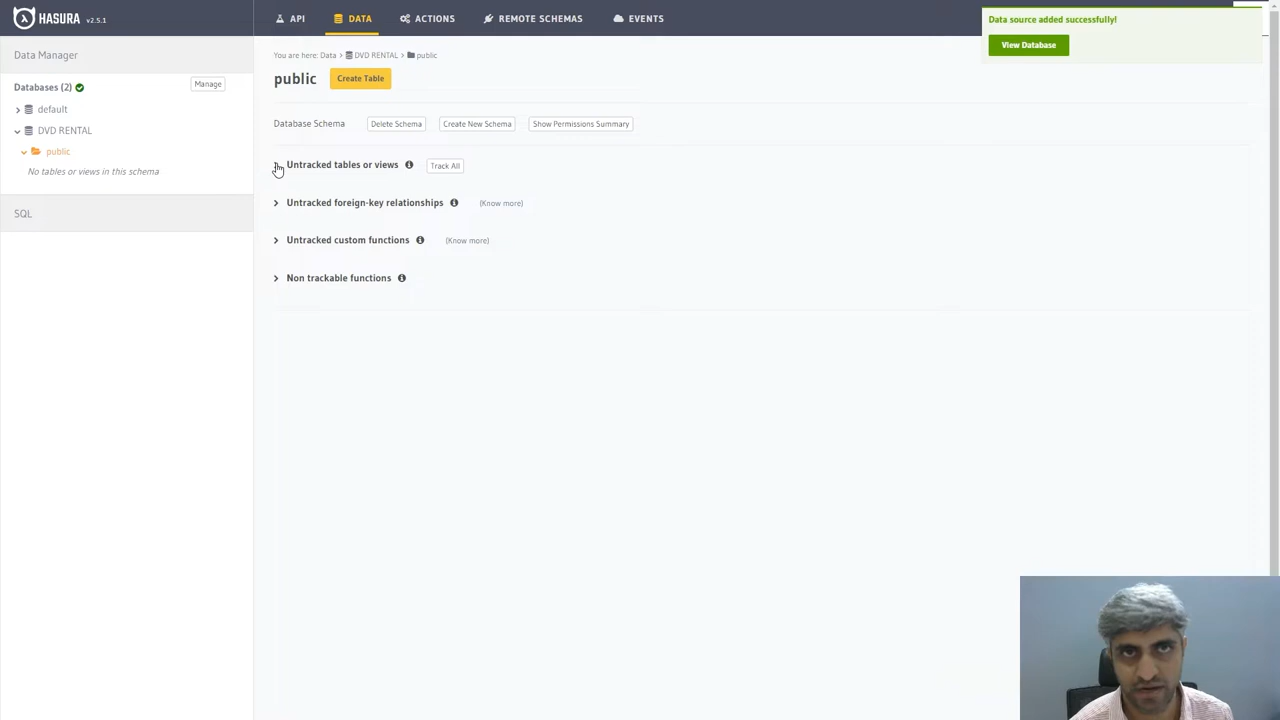 HASURA v2.5.1
API
DATA
ACTIONS
REMOTE SCHEMAS
EVENTS
Data source added successfully!
View Database
Data Manager
Databases (2)
Manage
default
DVD RENTAL
public
No tables or views in this schema
SQL
You are here: Data > DVD RENTAL > public
public
Create Table
Database Schema
Delete Schema
Create New Schema
Show Permissions Summary
Untracked tables or views
Track All
Untracked foreign-key relationships
(Know more)
Untracked custom functions
(Know more)
Non trackable functions